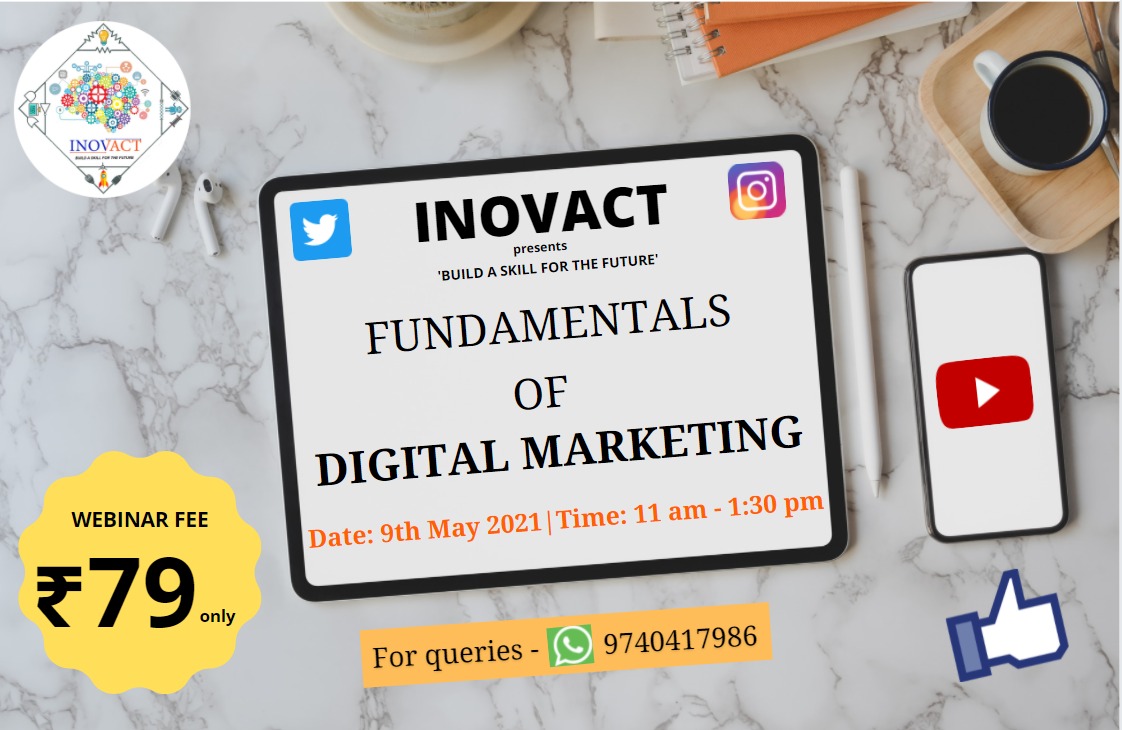 INOVACT
BUILD A SKILL FOR THE FUTURE
INOVACT
presents
'BUILD A SKILL FOR THE FUTURE'
FUNDAMENTALS
OF
DIGITAL MARKETING
Date: 9th May 2021|Time: 11 am - 1:30 pm
WEBINAR FEE
₹79 only
For queries - 9740417986